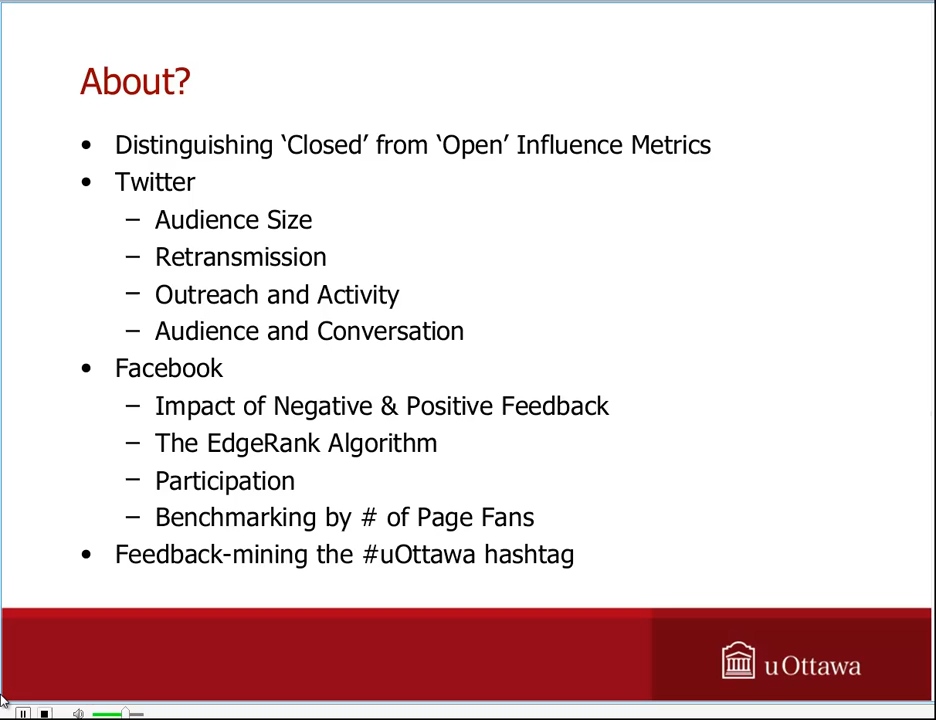 About?
• Distinguishing ‘Closed’ from ‘Open’ Influence Metrics
• Twitter
– Audience Size
– Retransmission
– Outreach and Activity
– Audience and Conversation
• Facebook
– Impact of Negative & Positive Feedback
– The EdgeRank Algorithm
– Participation
– Benchmarking by # of Page Fans
• Feedback-mining the #uOttawa hashtag
uOttawa